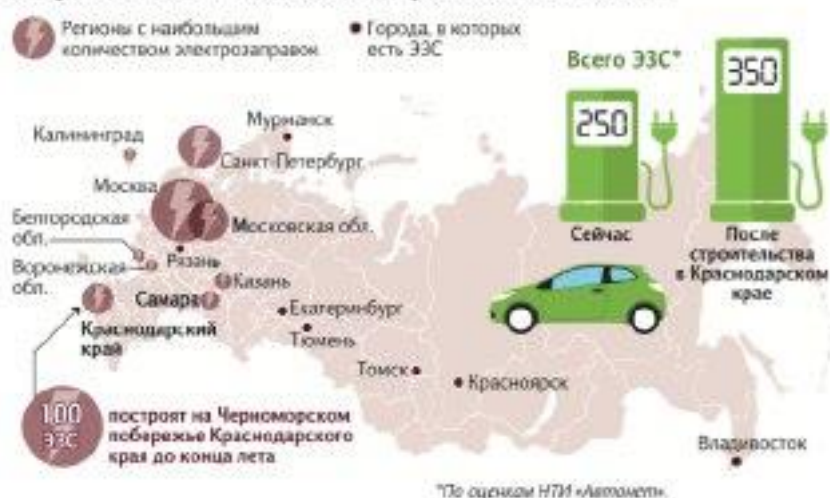 Регионы с наибольшим
количеством электрозаправок
Города, в которых
есть ЭЗС
Всего ЭЗС*
250
350
Сейчас
После
строительства
в Краснодарском
крае
Мурманск
Калининград
Санкт-Петербург
Москва
Московская обл.
Белгородская
обл.
Рязань
Воронежская
обл.
Казань
Самара
Екатеринбург
Краснодарский
край
Тюмень
Томск
Красноярск
Владивосток
100
ЭЗС
построят на Черноморском
побережье Краснодарского
края до конца лета
*По оценкам НТИ «Автонет».